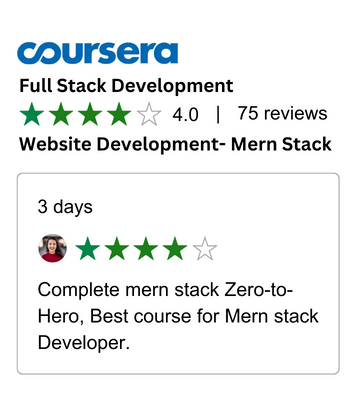 coursera
Full Stack Development
4.0 | 75 reviews
Website Development- Mern Stack
3 days
Complete mern stack Zero-to-
Hero, Best course for Mern stack
Developer.